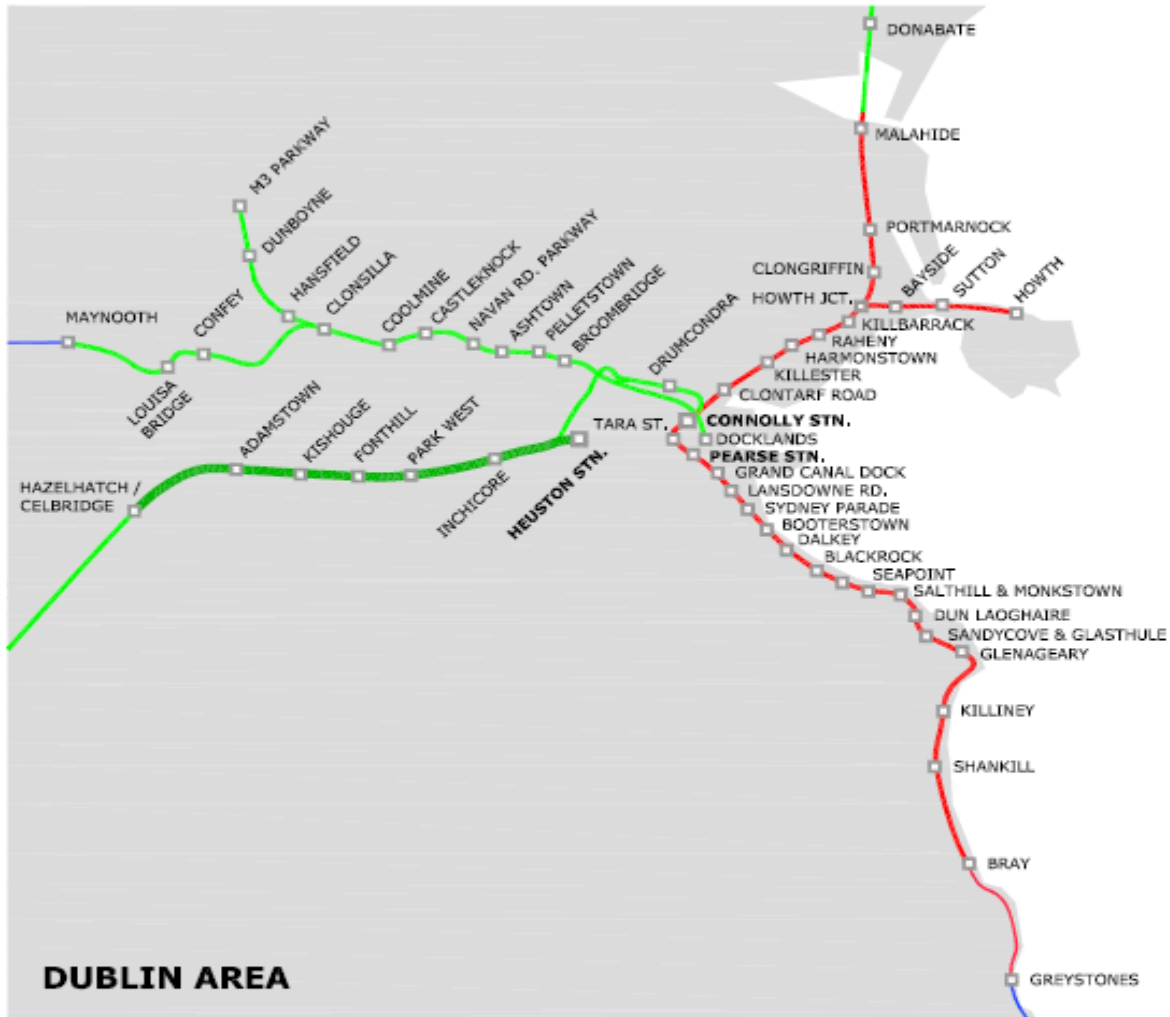 DONABATE
MALAHIDE
M3 PARKWAY
DUNBOYNE
PORTMARNOCK
CLONGRIFFIN
HOWTH JCT.
BAYSIDE
SUTTON
HOWTH
KILLBARRACK
RAHENY
HARMONSTOWN
KILLESTER
CLONTARF ROAD
MAYNOOTH
LOUISA
BRIDGE
CONFEY
HANSFIELD
CLONSILLA
COOLMINE
CASTLEKNOCK
NAVAN RD. PARKWAY
ASHTOWN
PELLETSTOWN
BROOMBRIDGE
DRUMCONDRA
TARA ST.
CONNOLLY STN.
DOCKLANDS
PEARSE STN.
HAZELHATCH /
CELBRIDGE
ADAMSTOWN
KISHOUGE
FONTHILL
PARK WEST
INCHICORE
HEUSTON STN.
GRAND CANAL DOCK
LANSDOWNE RD.
SYDNEY PARADE
BOOTERSTOWN
DALKEY
BLACKROCK
SEAPOINT
SALTHILL & MONKSTOWN
DUN LAOGHAIRE
SANDYCOVE & GLASTHULE
GLENAGEARY
KILLINEY
SHANKILL
BRAY
GREYSTONES
DUBLIN AREA